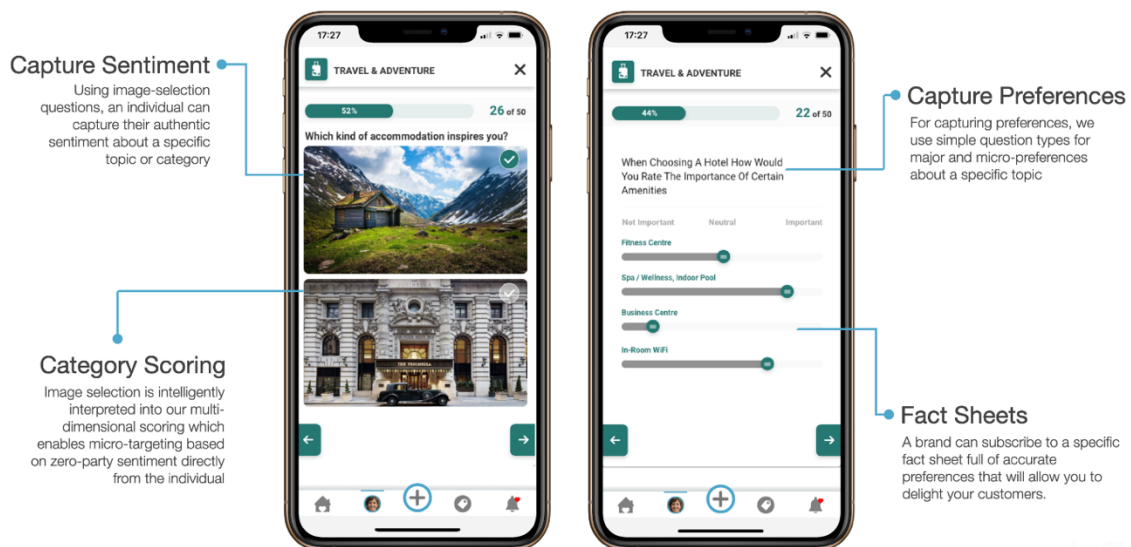 Capture Sentiment
Using image-selection
questions, an individual can
capture their authentic
sentiment about a specific
topic or category
Category Scoring
Image selection is intelligently
interpreted into our multi-
dimensional scoring which
enables micro-targeting based
on zero-party sentiment directly
from the individual
17:27
TRAVEL & ADVENTURE
52%
26 of 50
Which kind of accommodation inspires you?
THE PENINSULA
17:27
TRAVEL & ADVENTURE
44%
22 of 50
When Choosing A Hotel How Would
You Rate The Importance Of Certain
Amenities
Not Important Neutral Important
Fitness Centre
Spa / Wellness, Indoor Pool
Business Centre
In-Room WiFi
Capture Preferences
For capturing preferences, we
use simple question types for
major and micro-preferences
about a specific topic
Fact Sheets
A brand can subscribe to a specific
fact sheet full of accurate
preferences that will allow you to
delight your customers.